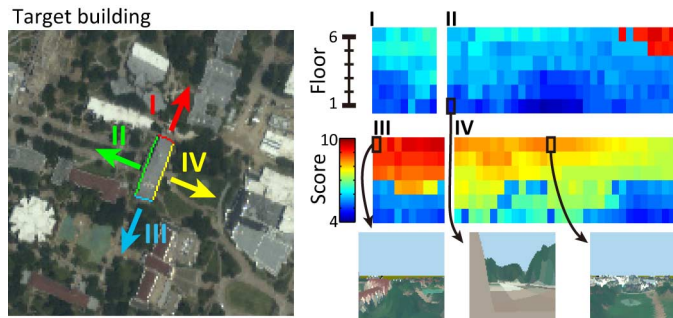 Target building
I
II
III
IV
I
II
Floor
6
1
III
IV
Score
10
4